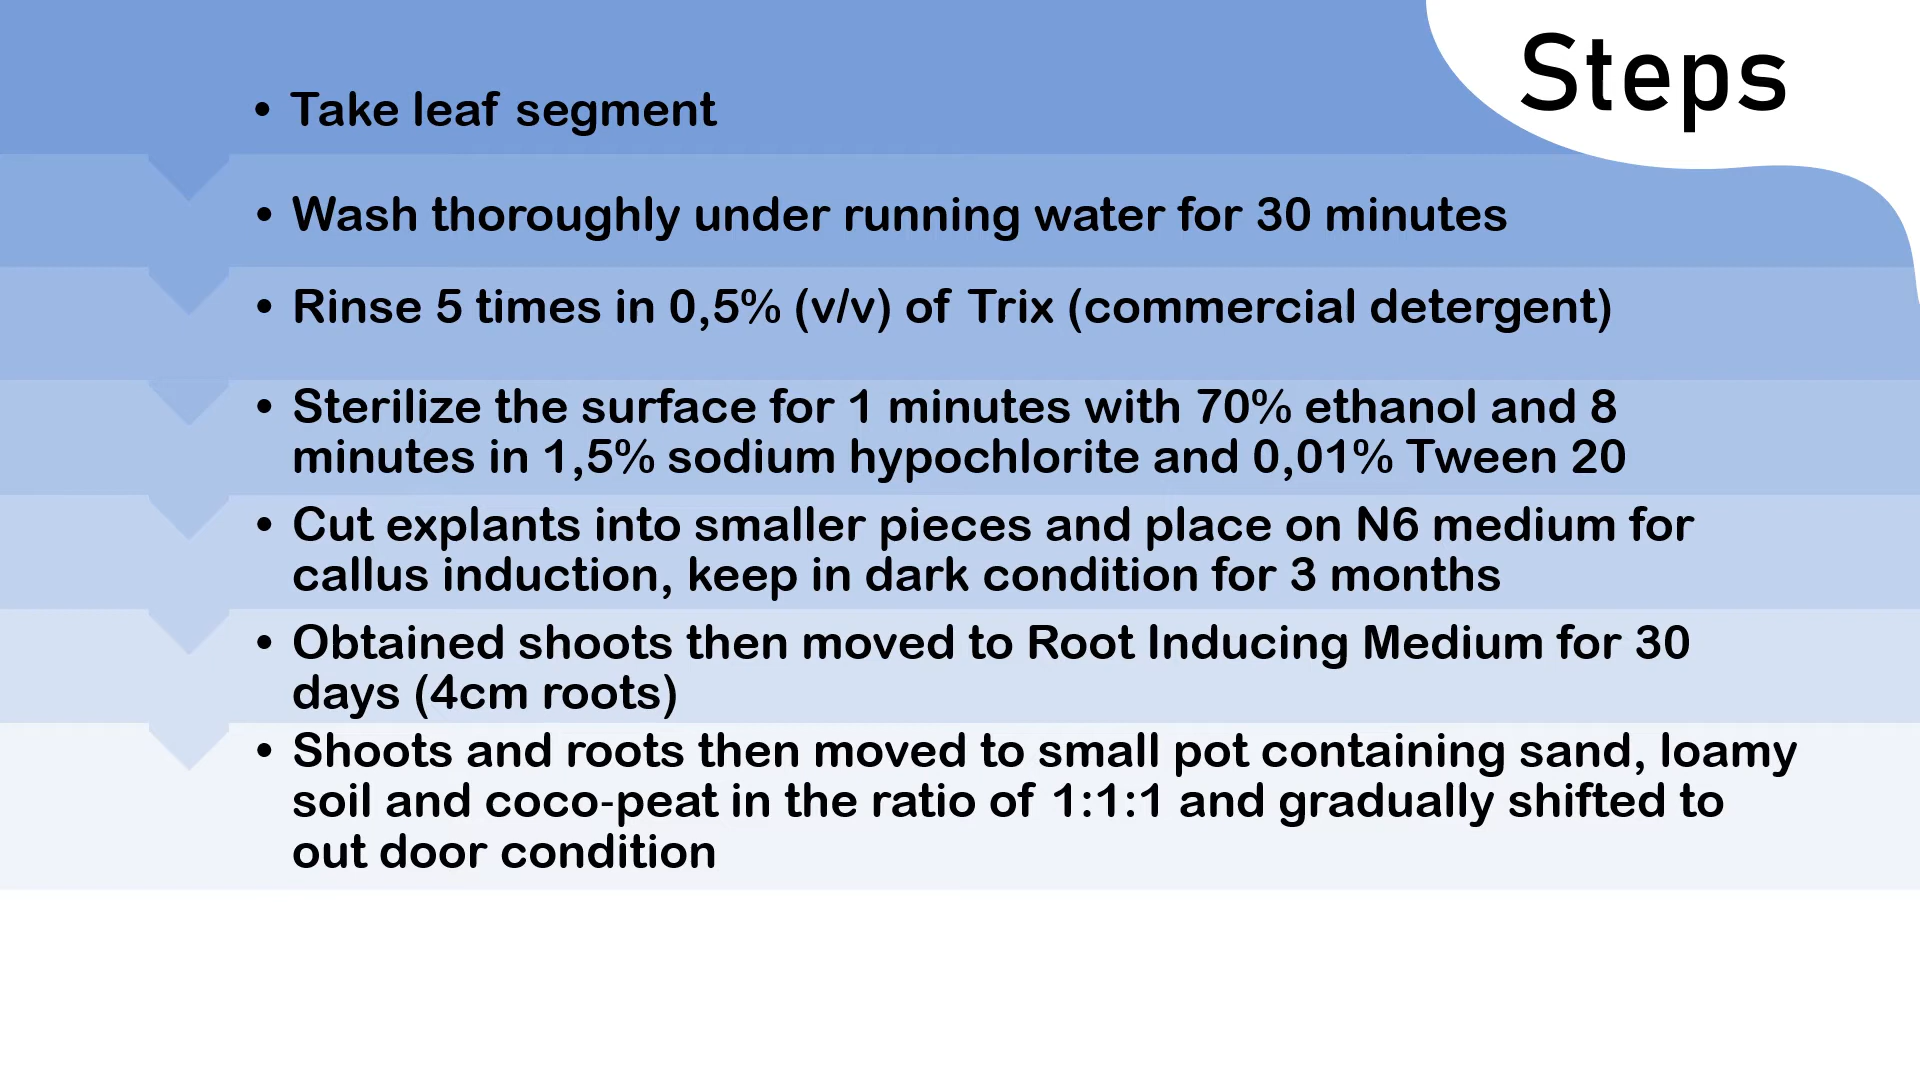 Steps
• Take leaf segment
• Wash thoroughly under running water for 30 minutes
• Rinse 5 times in 0,5% (v/v) of Trix (commercial detergent)
• Sterilize the surface for 1 minutes with 70% ethanol and 8
minutes in 1,5% sodium hypochlorite and 0,01% Tween 20
• Cut explants into smaller pieces and place on N6 medium for
callus induction, keep in dark condition for 3 months
• Obtained shoots then moved to Root Inducing Medium for 30
days (4cm roots)
• Shoots and roots then moved to small pot containing sand, loamy
soil and coco-peat in the ratio of 1:1:1 and gradually shifted to
out door condition